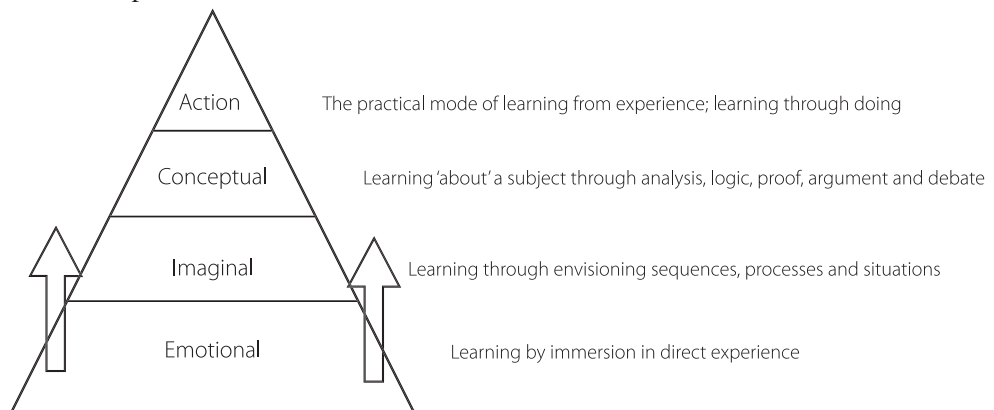 Action
The practical mode of learning from experience; learning through doing
Conceptual
Learning ‘about’ a subject through analysis, logic, proof, argument and debate
Imaginal
Learning through envisioning sequences, processes and situations
Emotional
Learning by immersion in direct experience